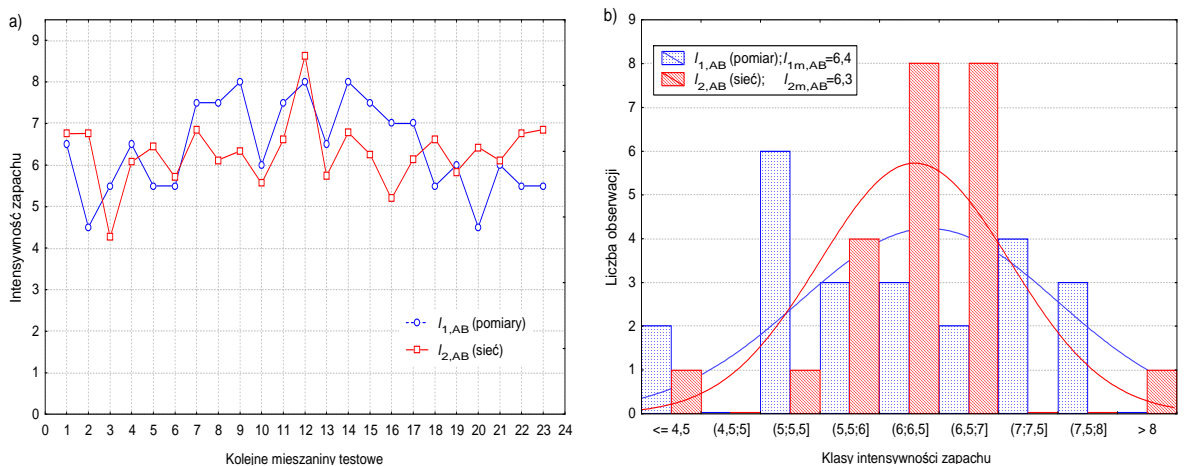 a)
Intensywność zapachu
9
8
7
6
5
4
3
2
1
0
0 1 2 3 4 5 6 7 8 9 10 11 12 13 14 15 16 17 18 19 20 21 22 23 24
Kolejne mieszaniny testowe
I1,AB (pomiary)
I2,AB (sieć)
b)
Liczba obserwacji
9
8
7
6
5
4
3
2
1
0
I1,AB (pomiar); I1m,AB=6,4
I2,AB (sieć); I2m,AB=6,3
<= 4,5 (4,5;5] (5;5,5] (5,5;6] (6;6,5] (6,5;7] (7;7,5] (7,5;8] > 8
Klasy intensywności zapachu